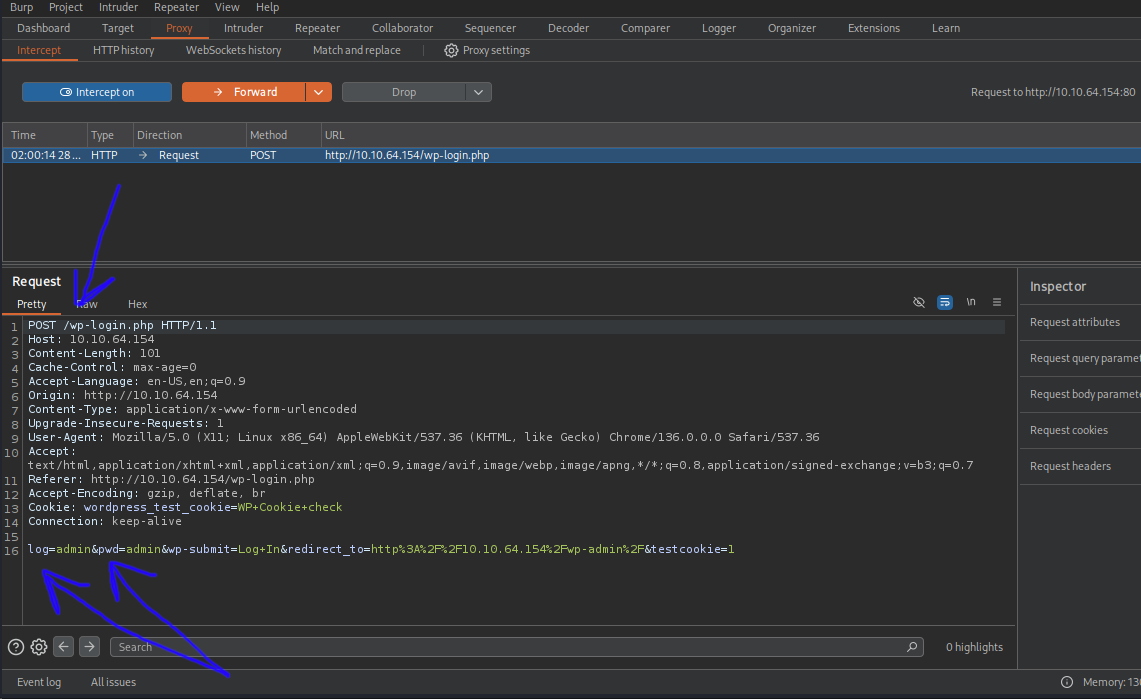 Burp Project Intruder Repeater View Help
Dashboard Target Proxy Intruder Repeater Collaborator Sequencer Decoder Comparer Logger Organizer Extensions Learn
Intercept HTTP history WebSockets history Match and replace Proxy settings
Intercept on Forward Drop Request to http://10.10.64.154:80
Time Type Direction Method URL
02:00:14 28... HTTP Request POST http://10.10.64.154/wp-login.php
Request
Inspector
Pretty Raw Hex \n
Request attributes
Request query paramet
Request body paramete
Request cookies
Request headers
1 POST /wp-login.php HTTP/1.1
2 Host: 10.10.64.154
3 Content-Length: 101
4 Cache-Control: max-age=0
5 Accept-Language: en-US,en;q=0.9
6 Origin: http://10.10.64.154
7 Content-Type: application/x-www-form-urlencoded
8 Upgrade-Insecure-Requests: 1
9 User-Agent: Mozilla/5.0 (X11; Linux x86_64) AppleWebKit/537.36 (KHTML, like Gecko) Chrome/136.0.0.0 Safari/537.36
10 Accept:
text/html,application/xhtml+xml,application/xml;q=0.9,image/avif,image/webp,image/apng,*/*;q=0.8,application/signed-exchange;v=b3;q=0.7
11 Referer: http://10.10.64.154/wp-login.php
12 Accept-Encoding: gzip, deflate, br
13 Cookie: wordpress_test_cookie=WP+Cookie+check
14 Connection: keep-alive
15
16 log=admin&pwd=admin&wp-submit=Log+In&redirect_to=http%3A%2F%2F10.10.64.154%2Fwp-admin%2F&testcookie=1
Search 0 highlights
Event log All issues Memory: 13